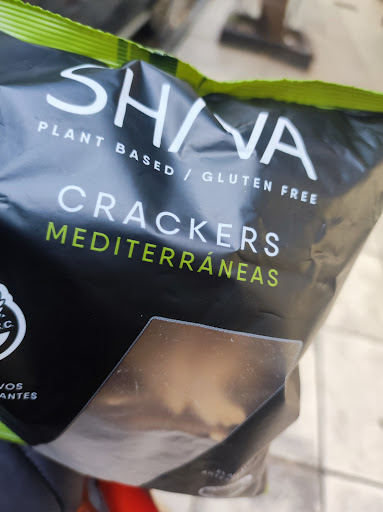 SHIVA
PLANT BASED / GLUTEN FREE
CRACKERS
MEDITERRÁNEAS